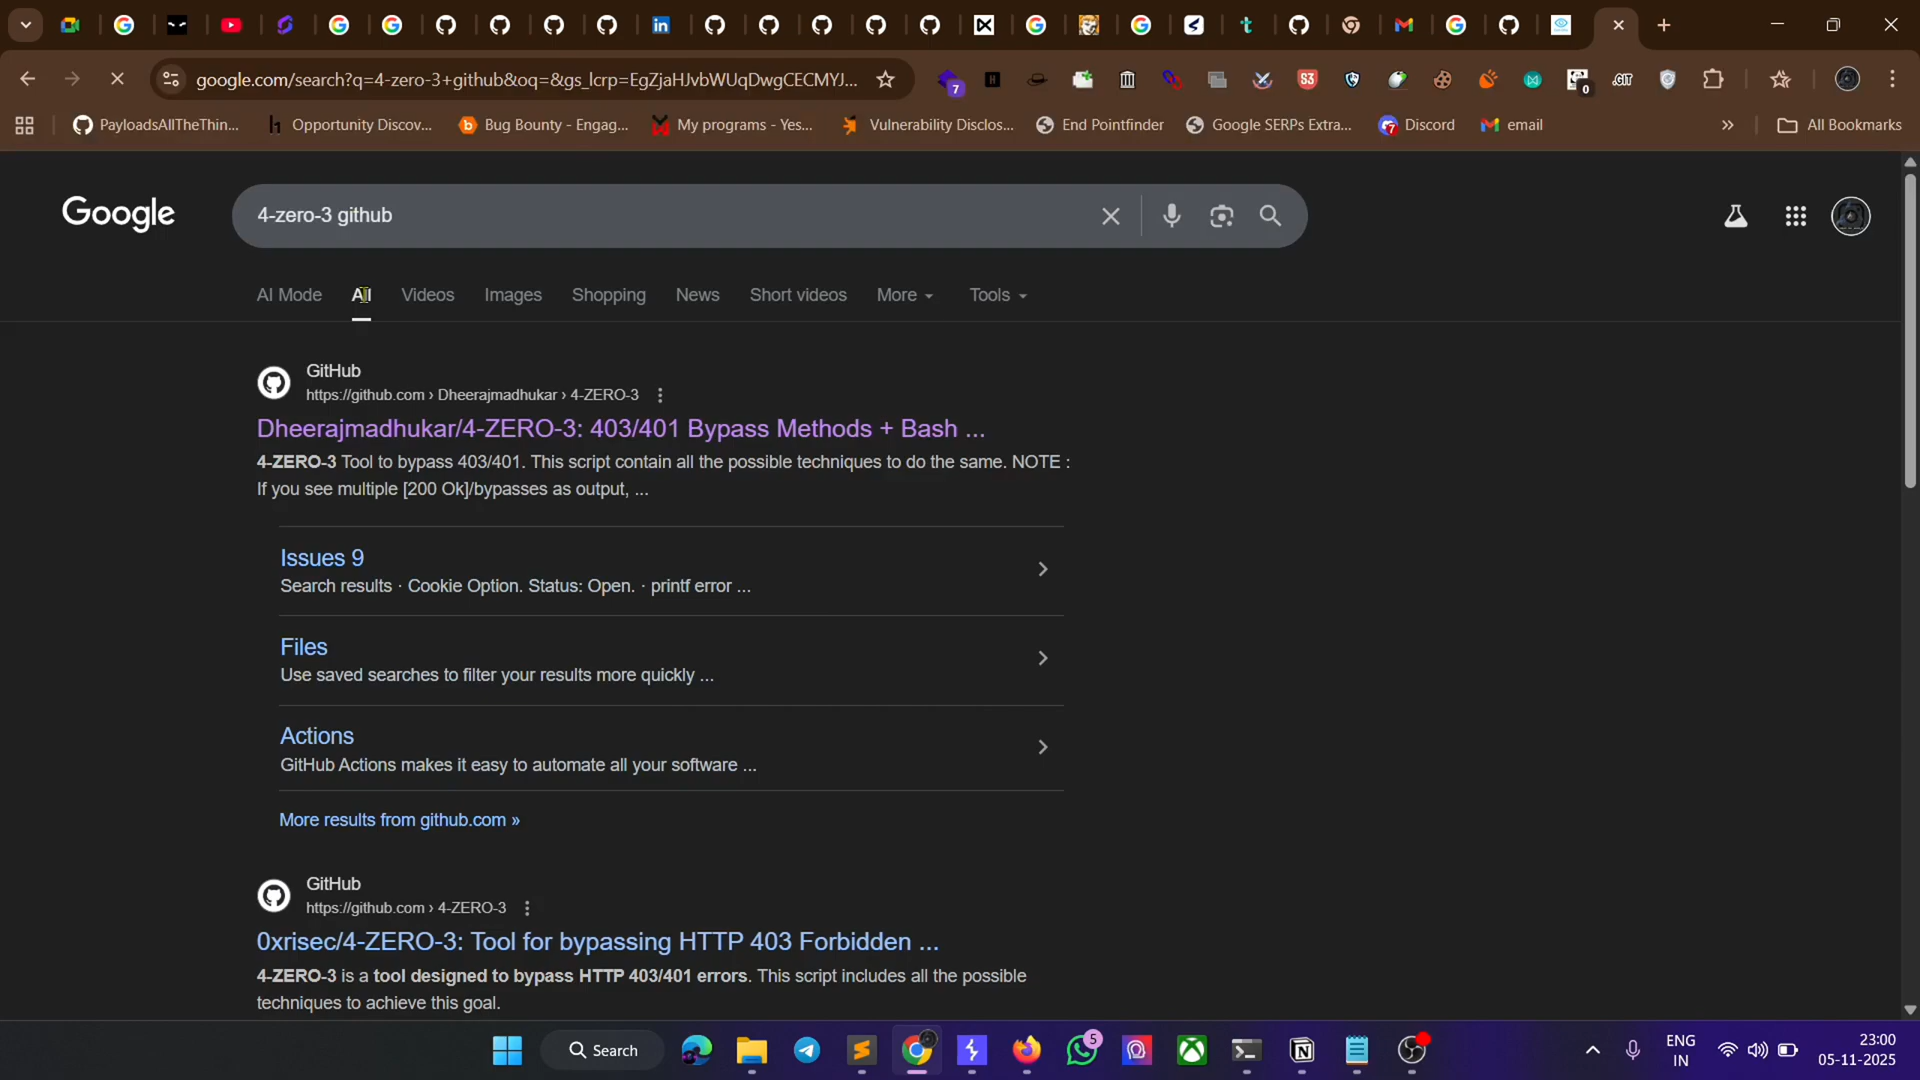 google.com/search?q=4-zero-3+github&oq=&gs_lcrp=EgZjaHJvbWUqDwgCECMYJ...
7
S3
0
.GIT
PayloadsAllTheThin...
Opportunity Discov...
Bug Bounty - Engag...
My programs - Yes...
Vulnerability Disclos...
End Pointfinder
Google SERPs Extra...
7
Discord
email
»
All Bookmarks
Google
4-zero-3 github
AI Mode
All
Videos
Images
Shopping
News
Short videos
More
Tools
GitHub
https://github.com › Dheerajmadhukar › 4-ZERO-3
Dheerajmadhukar/4-ZERO-3: 403/401 Bypass Methods + Bash ...
4-ZERO-3 Tool to bypass 403/401. This script contain all the possible techniques to do the same. NOTE :
If you see multiple [200 Ok]/bypasses as output, ...
Issues 9
Search results · Cookie Option. Status: Open. · printf error ...
Files
Use saved searches to filter your results more quickly ...
Actions
GitHub Actions makes it easy to automate all your software ...
More results from github.com »
GitHub
https://github.com › 4-ZERO-3
0xrisec/4-ZERO-3: Tool for bypassing HTTP 403 Forbidden ...
4-ZERO-3 is a tool designed to bypass HTTP 403/401 errors. This script includes all the possible
techniques to achieve this goal.
Search
5
ENG
IN
23:00
05-11-2025